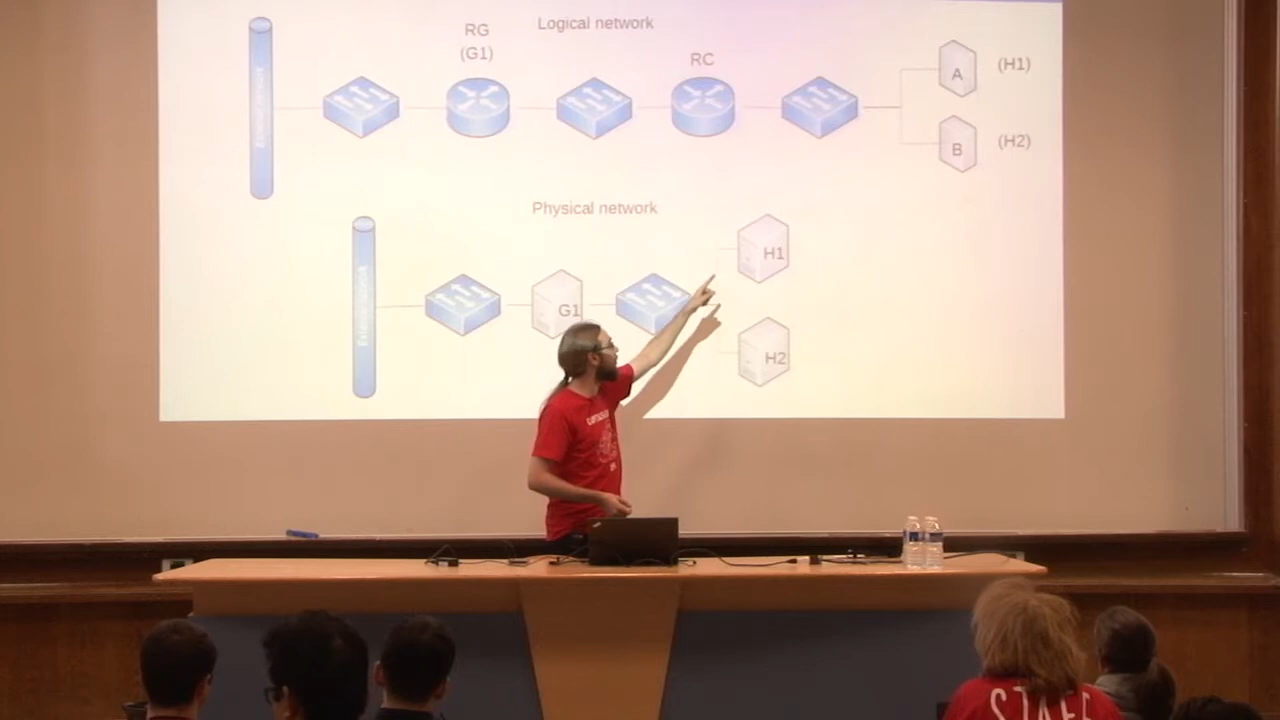 Logical network
RG
(G1)
RC
A
(H1)
B
(H2)
Physical network
H1
G1
H2
STAFF